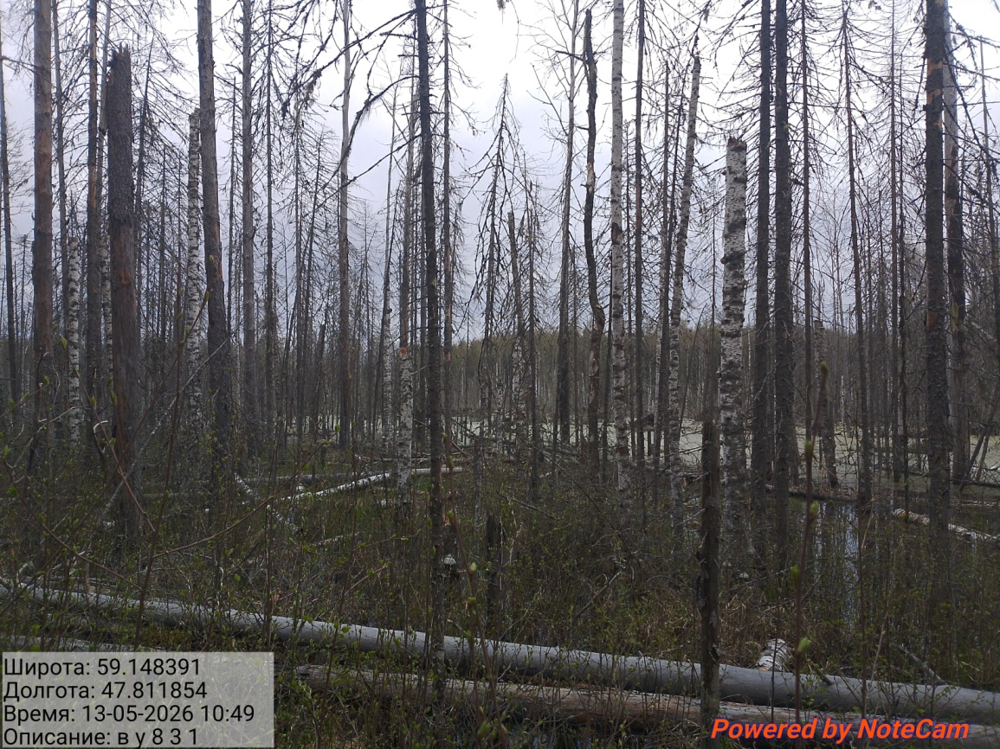 Широта: 59.148391
Долгота: 47.811854
Время: 13-05-2026 10:49
Описание: в у 8 3 1
Powered by NoteCam